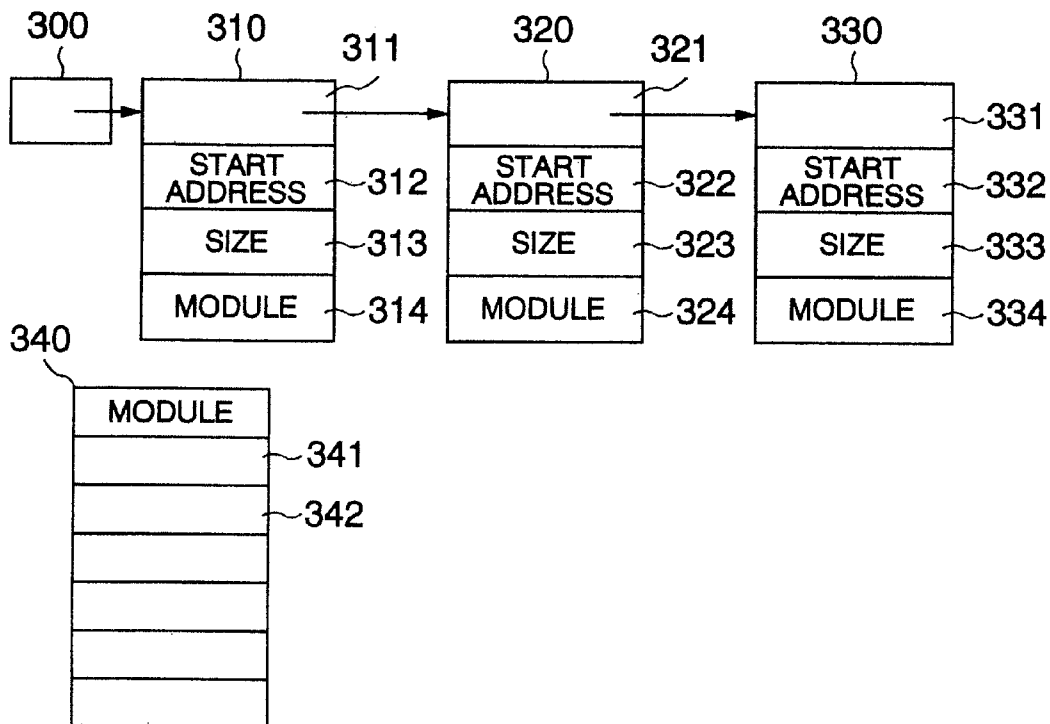 300 310 311 320 321 330
331
START ADDRESS 312 START ADDRESS 322 START ADDRESS 332
SIZE 313 SIZE 323 SIZE 333
MODULE 314 MODULE 324 MODULE 334
340
MODULE
341
342